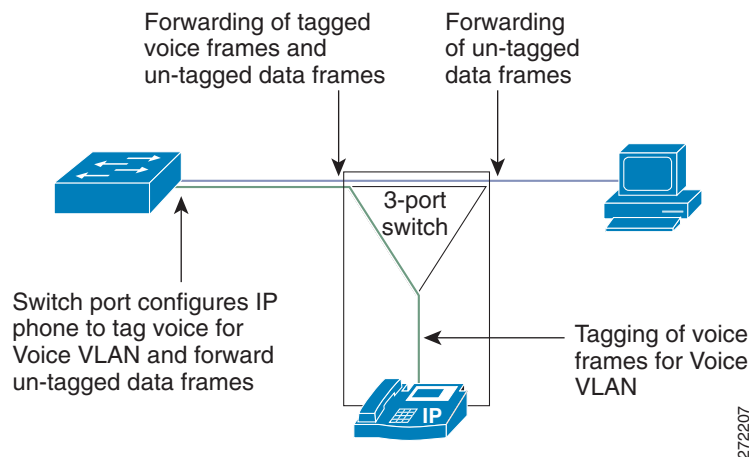 Forwarding of tagged
voice frames and
un-tagged data frames
Forwarding
of un-tagged
data frames
3-port
switch
Switch port configures IP
phone to tag voice for
Voice VLAN and forward
un-tagged data frames
Tagging of voice
frames for Voice
VLAN
IP
272207